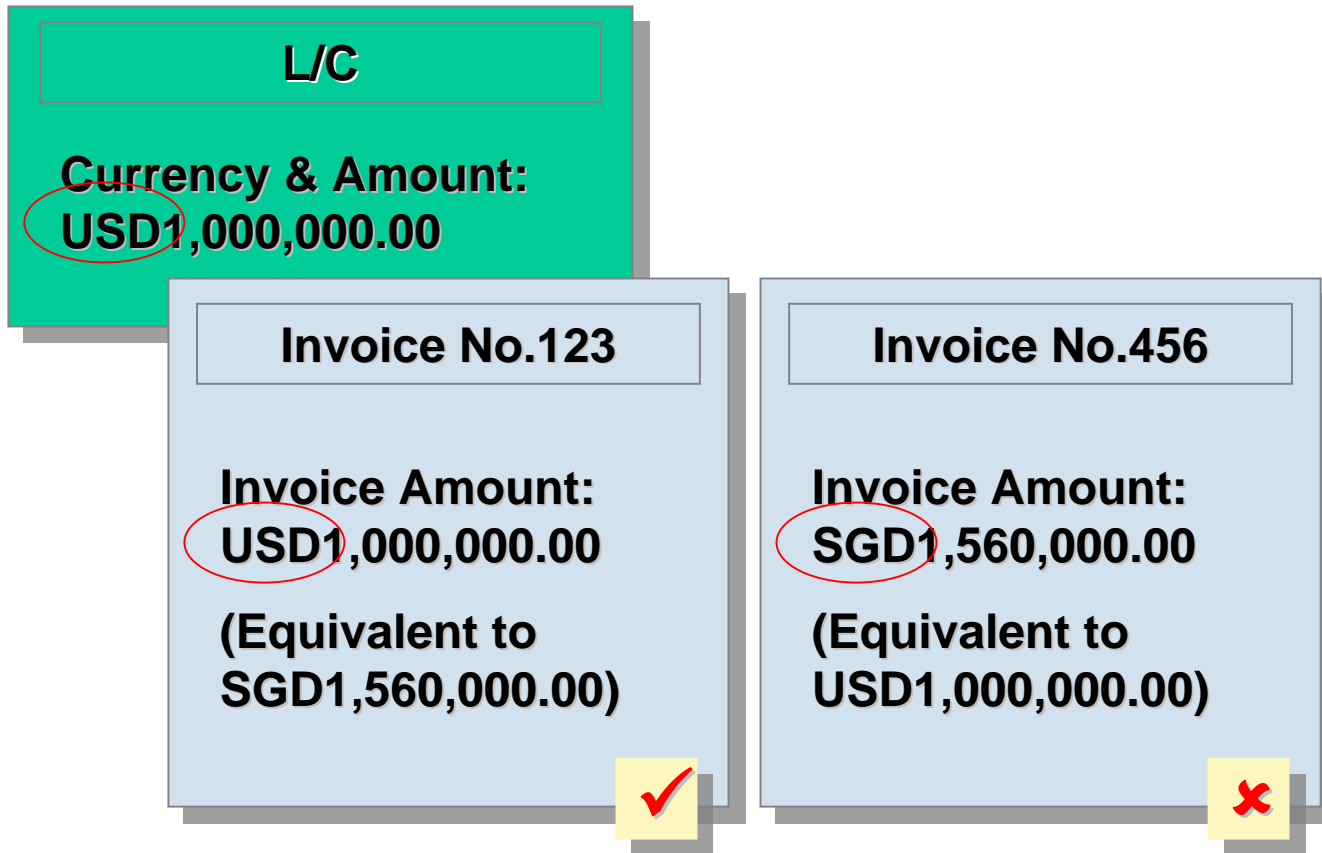 L/C
Currency & Amount:
USD1,000,000.00
Invoice No.123
Invoice Amount:
USD1,000,000.00
(Equivalent to
SGD1,560,000.00)
Invoice No.456
Invoice Amount:
SGD1,560,000.00
(Equivalent to
USD1,000,000.00)